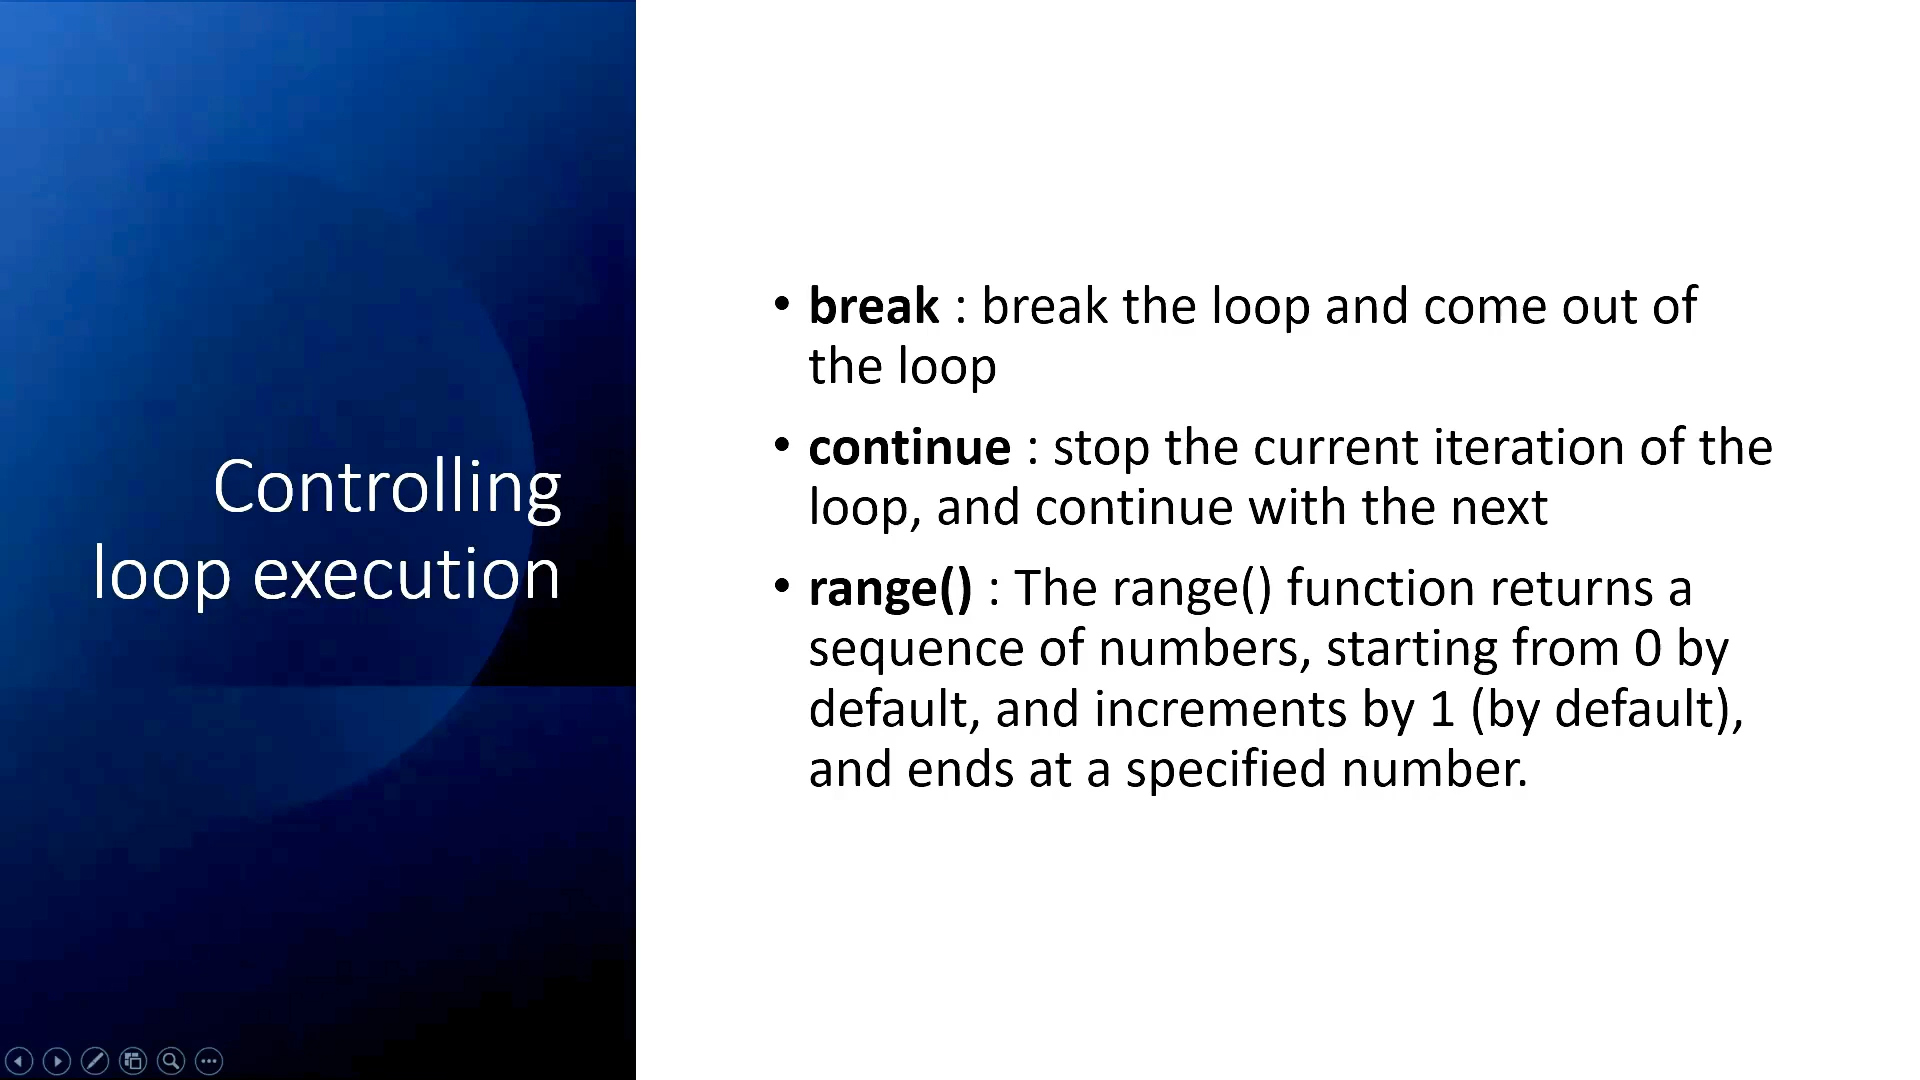 Controlling
loop execution
• break : break the loop and come out of
the loop
• continue : stop the current iteration of the
loop, and continue with the next
• range() : The range() function returns a
sequence of numbers, starting from 0 by
default, and increments by 1 (by default),
and ends at a specified number.